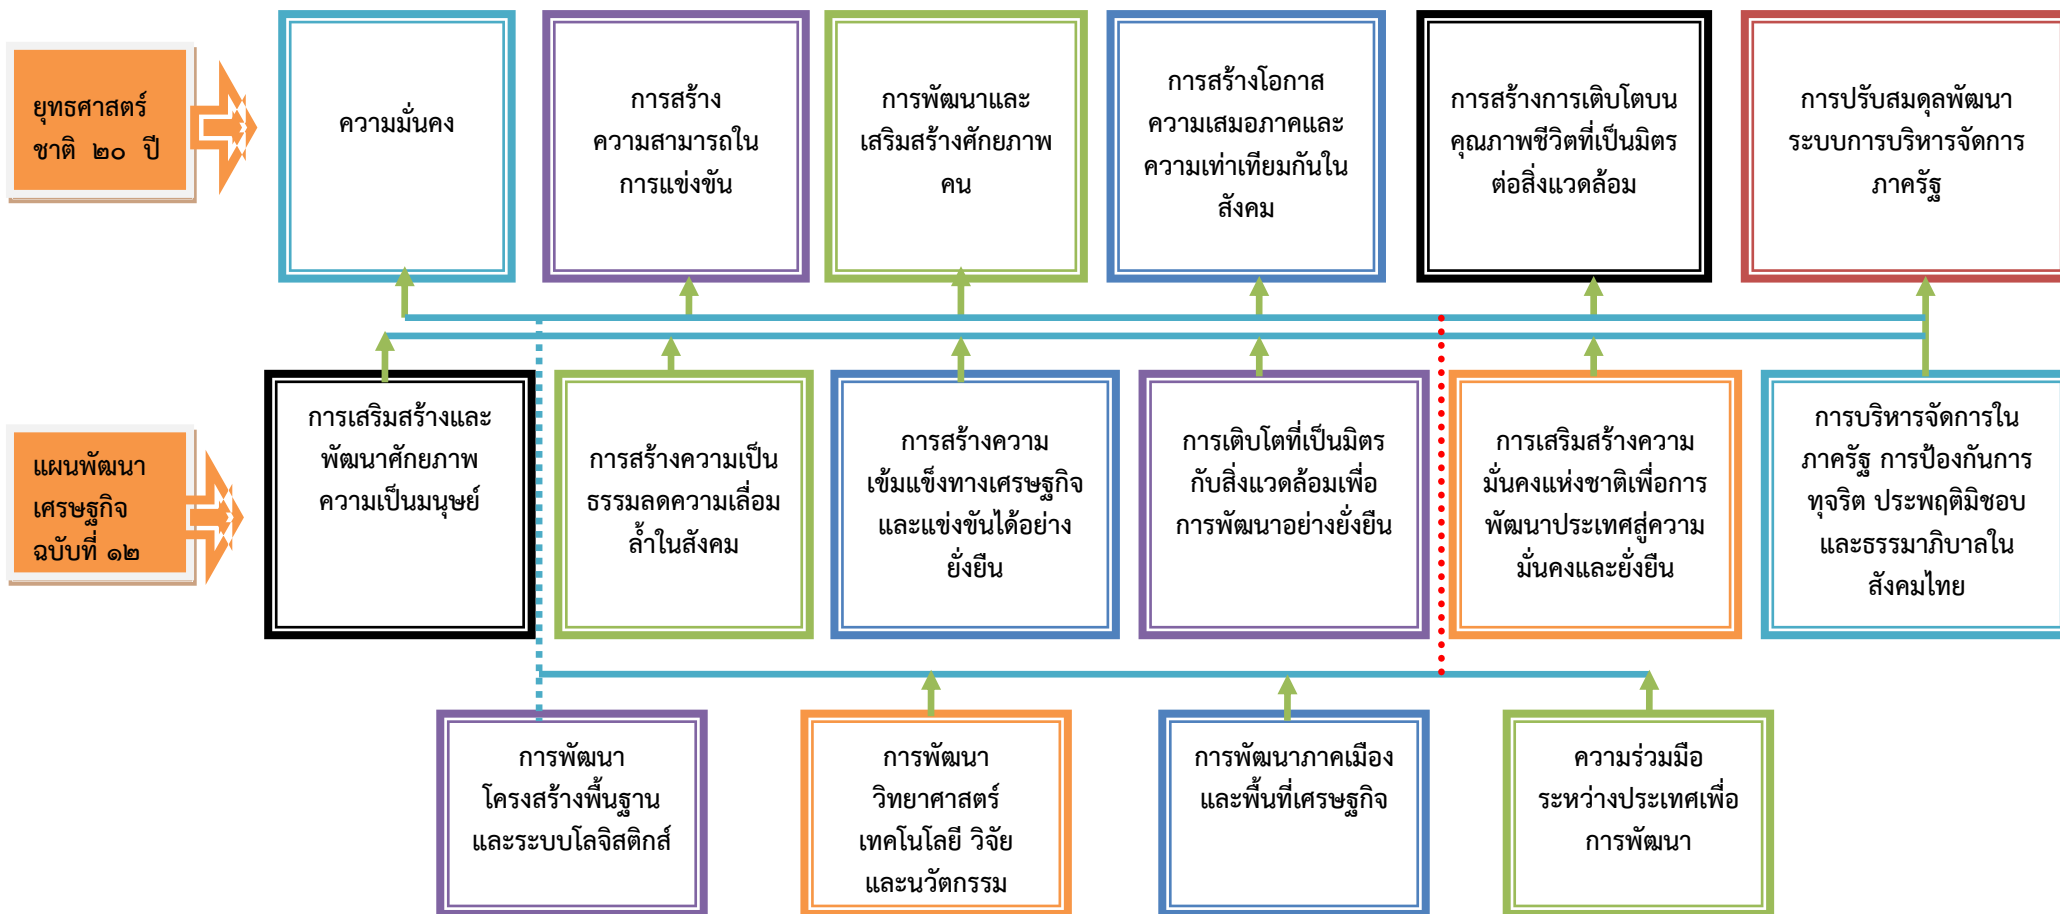 ยุทธศาสตร์
ชาติ ๒๐ ปี
ความมั่นคง
การสร้าง
ความสามารถใน
การแข่งขัน
การพัฒนาและ
เสริมสร้างศักยภาพ
คน
การสร้างโอกาส
ความเสมอภาคและ
ความเท่าเทียมกันใน
สังคม
การสร้างการเติบโตบน
คุณภาพชีวิตที่เป็นมิตร
ต่อสิ่งแวดล้อม
การปรับสมดุลพัฒนา
ระบบการบริหารจัดการ
ภาครัฐ
แผนพัฒนา
เศรษฐกิจ
ฉบับที่ ๑๒
การเสริมสร้างและ
พัฒนาศักยภาพ
ความเป็นมนุษย์
การสร้างความเป็น
ธรรมลดความเลื่อม
ล้ำในสังคม
การสร้างความ
เข้มแข็งทางเศรษฐกิจ
และแข่งขันได้อย่าง
ยั่งยืน
การเติบโตที่เป็นมิตร
กับสิ่งแวดล้อมเพื่อ
การพัฒนาอย่างยั่งยืน
การเสริมสร้างความ
มั่นคงแห่งชาติเพื่อการ
พัฒนาประเทศสู่ความ
มั่นคงและยั่งยืน
การบริหารจัดการใน
ภาครัฐ การป้องกันการ
ทุจริต ประพฤติมิชอบ
และธรรมาภิบาลใน
สังคมไทย
การพัฒนา
โครงสร้างพื้นฐาน
และระบบโลจิสติกส์
การพัฒนา
วิทยาศาสตร์
เทคโนโลยี วิจัย
และนวัตกรรม
การพัฒนาภาคเมือง
และพื้นที่เศรษฐกิจ
ความร่วมมือ
ระหว่างประเทศเพื่อ
การพัฒนา